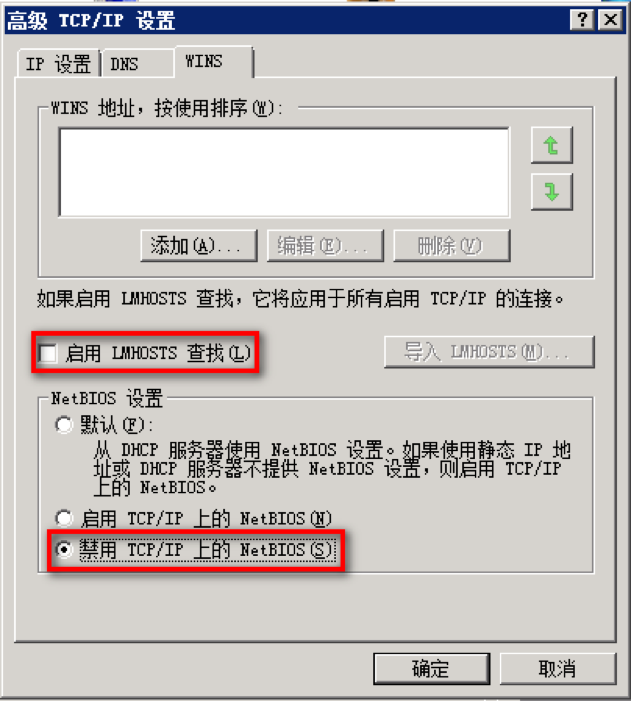 高级 TCP/IP 设置
IP 设置 DNS WINS
WINS 地址，按使用排序(W):
添加(A)... 编辑(E)... 删除(V)
如果启用 LMHOSTS 查找，它将应用于所有启用 TCP/IP 的连接。
启用 LMHOSTS 查找(L) 导入 LMHOSTS(M)...
NetBIOS 设置
默认(F):
从 DHCP 服务器使用 NetBIOS 设置。如果使用静态 IP 地
址或 DHCP 服务器不提供 NetBIOS 设置，则启用 TCP/IP
上的 NetBIOS。
启用 TCP/IP 上的 NetBIOS(N)
禁用 TCP/IP 上的 NetBIOS(S)
确定 取消